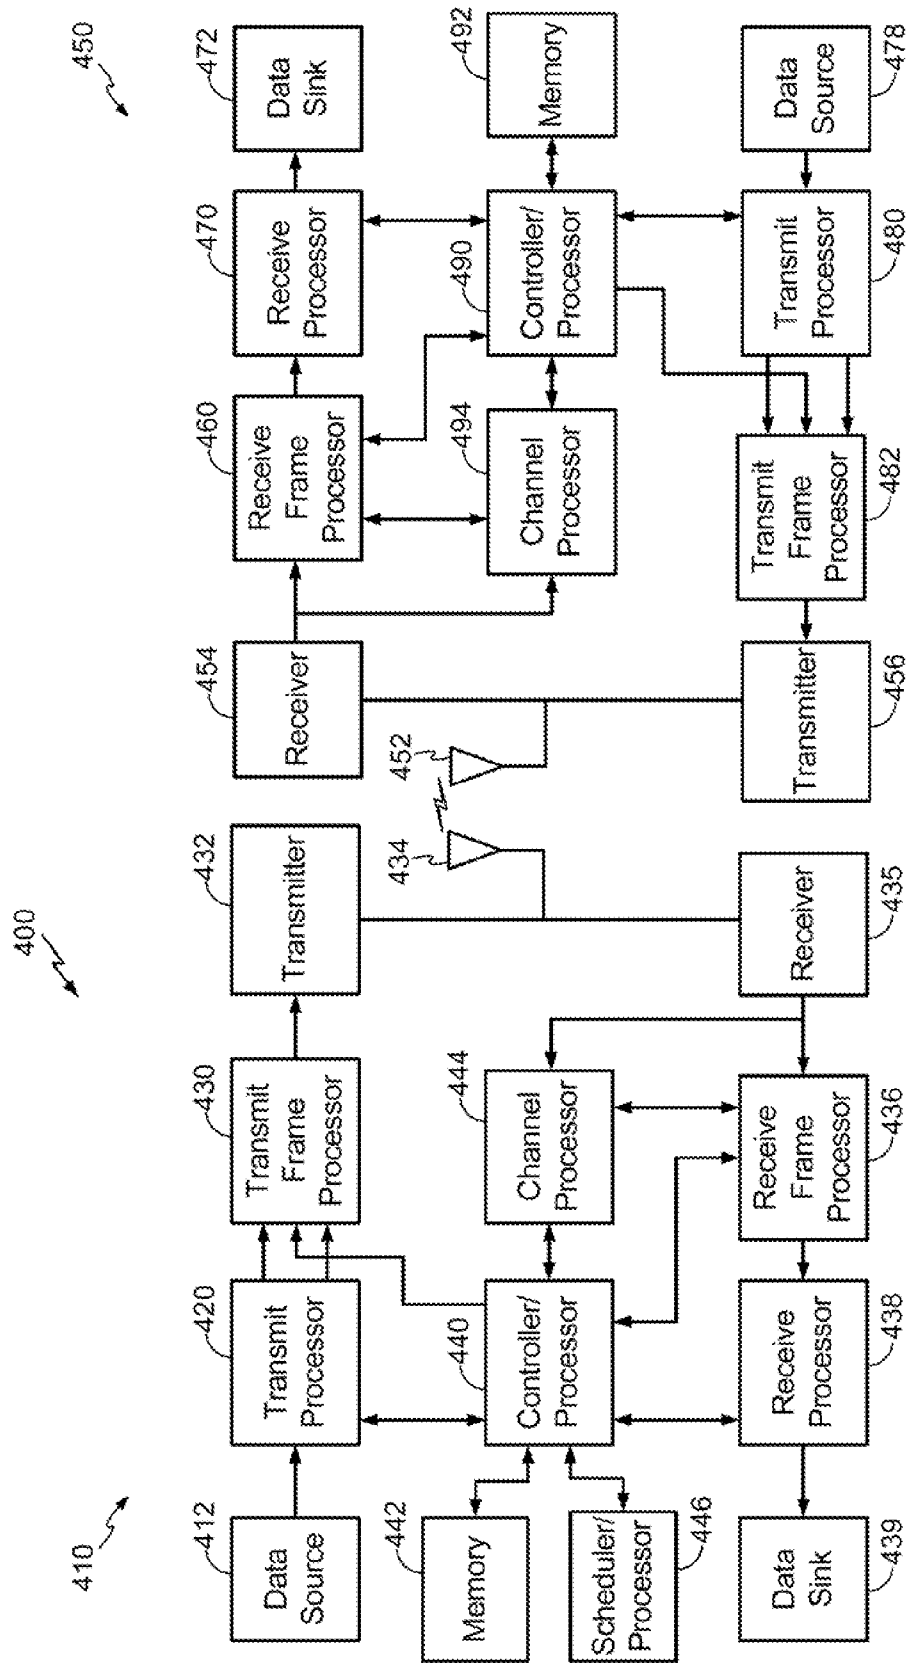 400
410
412
Data
Source
420
Transmit
Processor
430
Transmit
Frame
Processor
432
Transmitter
442
Memory
440
Controller/
Processor
444
Channel
Processor
434
446
Scheduler/
Processor
439
Data
Sink
438
Receive
Processor
436
Receive
Frame
Processor
435
Receiver
450
454
Receiver
460
Receive
Frame
Processor
470
Receive
Processor
472
Data
Sink
452
494
Channel
Processor
490
Controller/
Processor
492
Memory
456
Transmitter
482
Transmit
Frame
Processor
480
Transmit
Processor
478
Data
Source